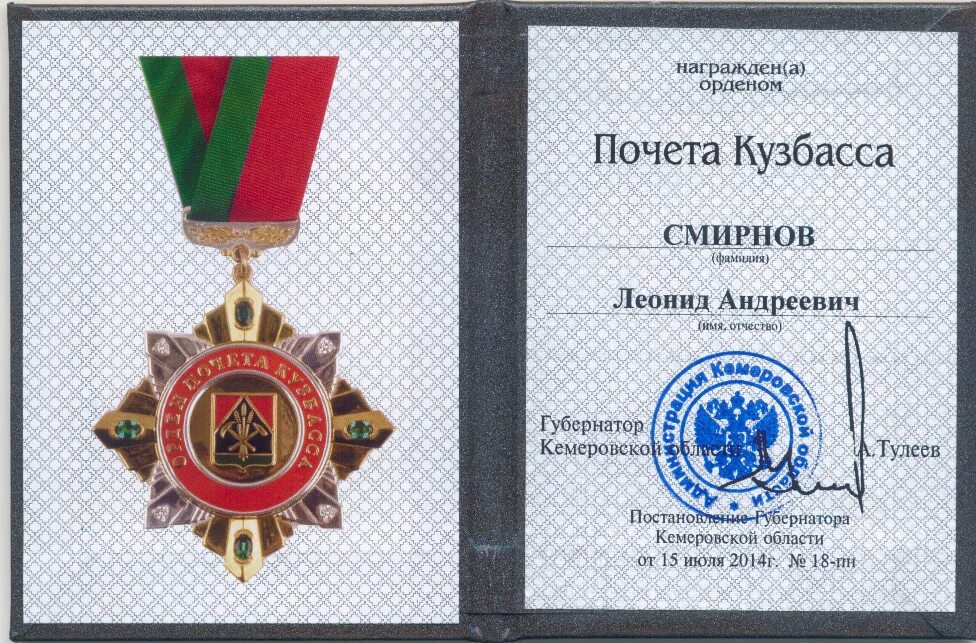 ОРДЕН ПОЧЕТА КУЗБАССА
награжден(а)
орденом
Почета Кузбасса
СМИРНОВ
(фамилия)
Леонид Андреевич
(имя, отчество)
Администрация Кемеровской области
Губернатор
Кемеровской области
А.Тулеев
Постановление Губернатора
Кемеровской области
от 15 июля 2014г. № 18-пн